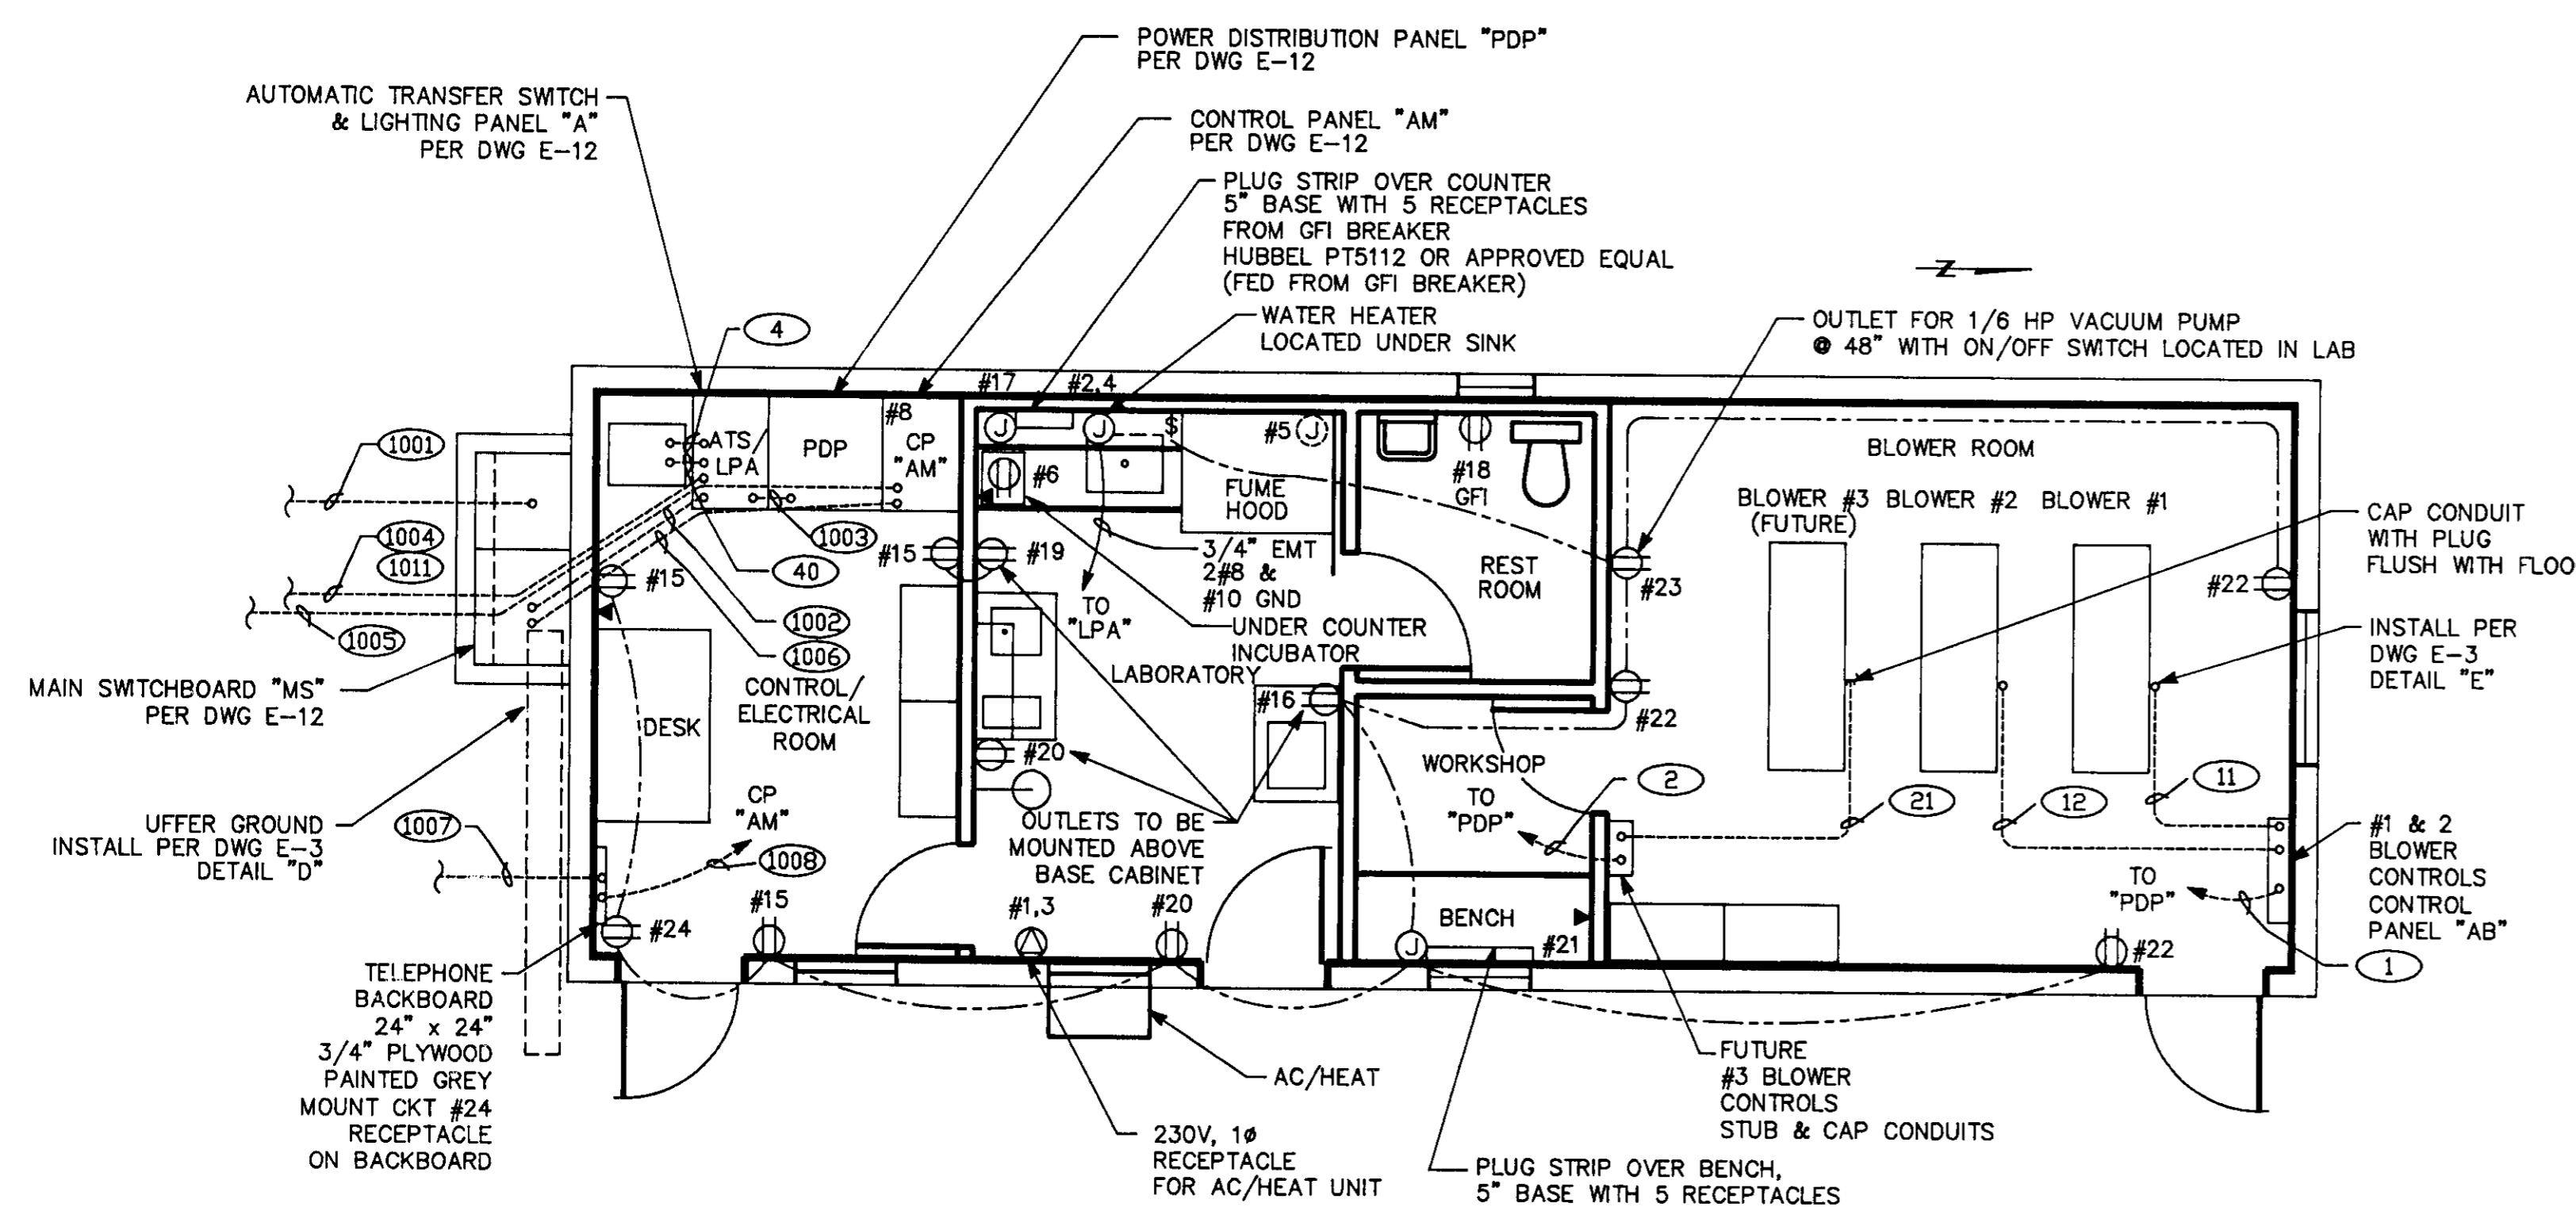 POWER DISTRIBUTION PANEL "PDP"
PER DWG E-12
AUTOMATIC TRANSFER SWITCH
& LIGHTING PANEL "A"
PER DWG E-12
CONTROL PANEL "AM"
PER DWG E-12
PLUG STRIP OVER COUNTER
5" BASE WITH 5 RECEPTACLES
FROM GFI BREAKER
HUBBEL PT5112 OR APPROVED EQUAL
(FED FROM GFI BREAKER)
WATER HEATER
LOCATED UNDER SINK
Z
OUTLET FOR 1/6 HP VACUUM PUMP
@ 48" WITH ON/OFF SWITCH LOCATED IN LAB
4
#17
#2,4
#8
ATS/
LPA
PDP
CP
"AM"
J
J
$
#5
J
#6
FUME
HOOD
#18
GFI
REST
ROOM
BLOWER ROOM
BLOWER #3
(FUTURE)
BLOWER #2
BLOWER #1
CAP CONDUIT
WITH PLUG
FLUSH WITH FLOO
1001
1004
1011
1005
1003
40
1002
1006
#15
#15
#19
3/4" EMT
2#8 &
#10 GND
TO
"LPA"
UNDER COUNTER
INCUBATOR
LABORATORY
#23
#22
#22
INSTALL PER
DWG E-3
DETAIL "E"
MAIN SWITCHBOARD "MS"
PER DWG E-12
DESK
CONTROL/
ELECTRICAL
ROOM
#16
#20
WORKSHOP
TO
"PDP"
2
21
12
11
UFFER GROUND
INSTALL PER DWG E-3
DETAIL "D"
1007
CP
"AM"
1008
OUTLETS TO BE
MOUNTED ABOVE
BASE CABINET
#1 & 2
BLOWER
CONTROLS
CONTROL
PANEL "AB"
TO
"PDP"
1
#24
#15
#1,3
#20
BENCH
J
#21
#22
TELEPHONE
BACKBOARD
24" x 24"
3/4" PLYWOOD
PAINTED GREY
MOUNT CKT #24
RECEPTACLE
ON BACKBOARD
AC/HEAT
230V, 1ø
RECEPTACLE
FOR AC/HEAT UNIT
FUTURE
#3 BLOWER
CONTROLS
STUB & CAP CONDUITS
PLUG STRIP OVER BENCH,
5" BASE WITH 5 RECEPTACLES